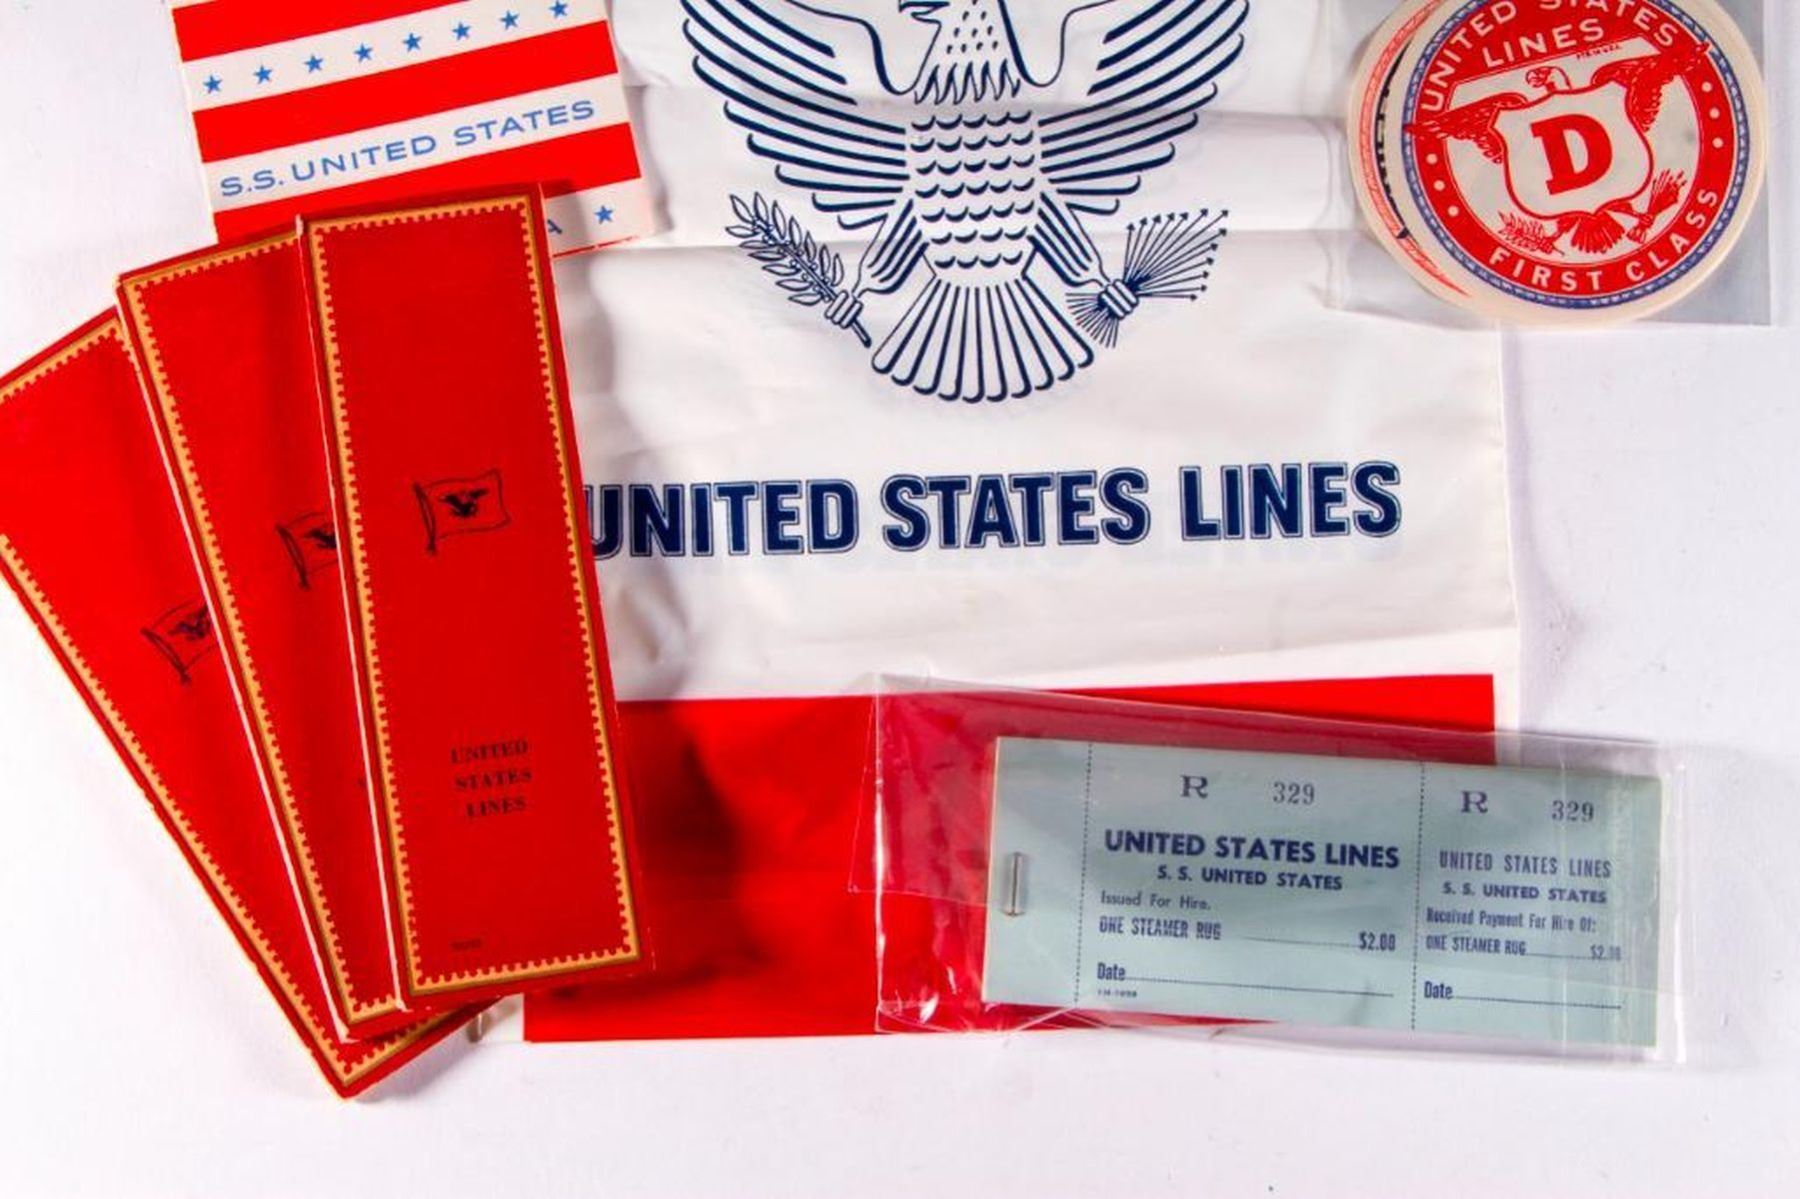 S.S. UNITED STATES
A
UNITED STATES LINES
UNITED STATES
LINES
D
FIRST CLASS
UNITED
STATES
LINES
R 329
UNITED STATES LINES
S. S. UNITED STATES
Issued For Hire.
ONE STEAMER RUG $2.00
Date
R 329
UNITED STATES LINES
S. S. UNITED STATES
Received Payment For Hire Of:
ONE STEAMER RUG
Date